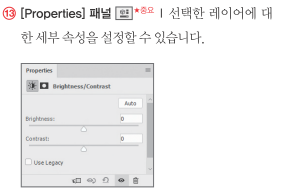 ⑬ [Properties] 패널 *중요 | 선택한 레이어에 대
한 세부 속성을 설정할 수 있습니다.
Properties
Brightness/Contrast
Auto
Brightness: 0
Contrast: 0
Use Legacy